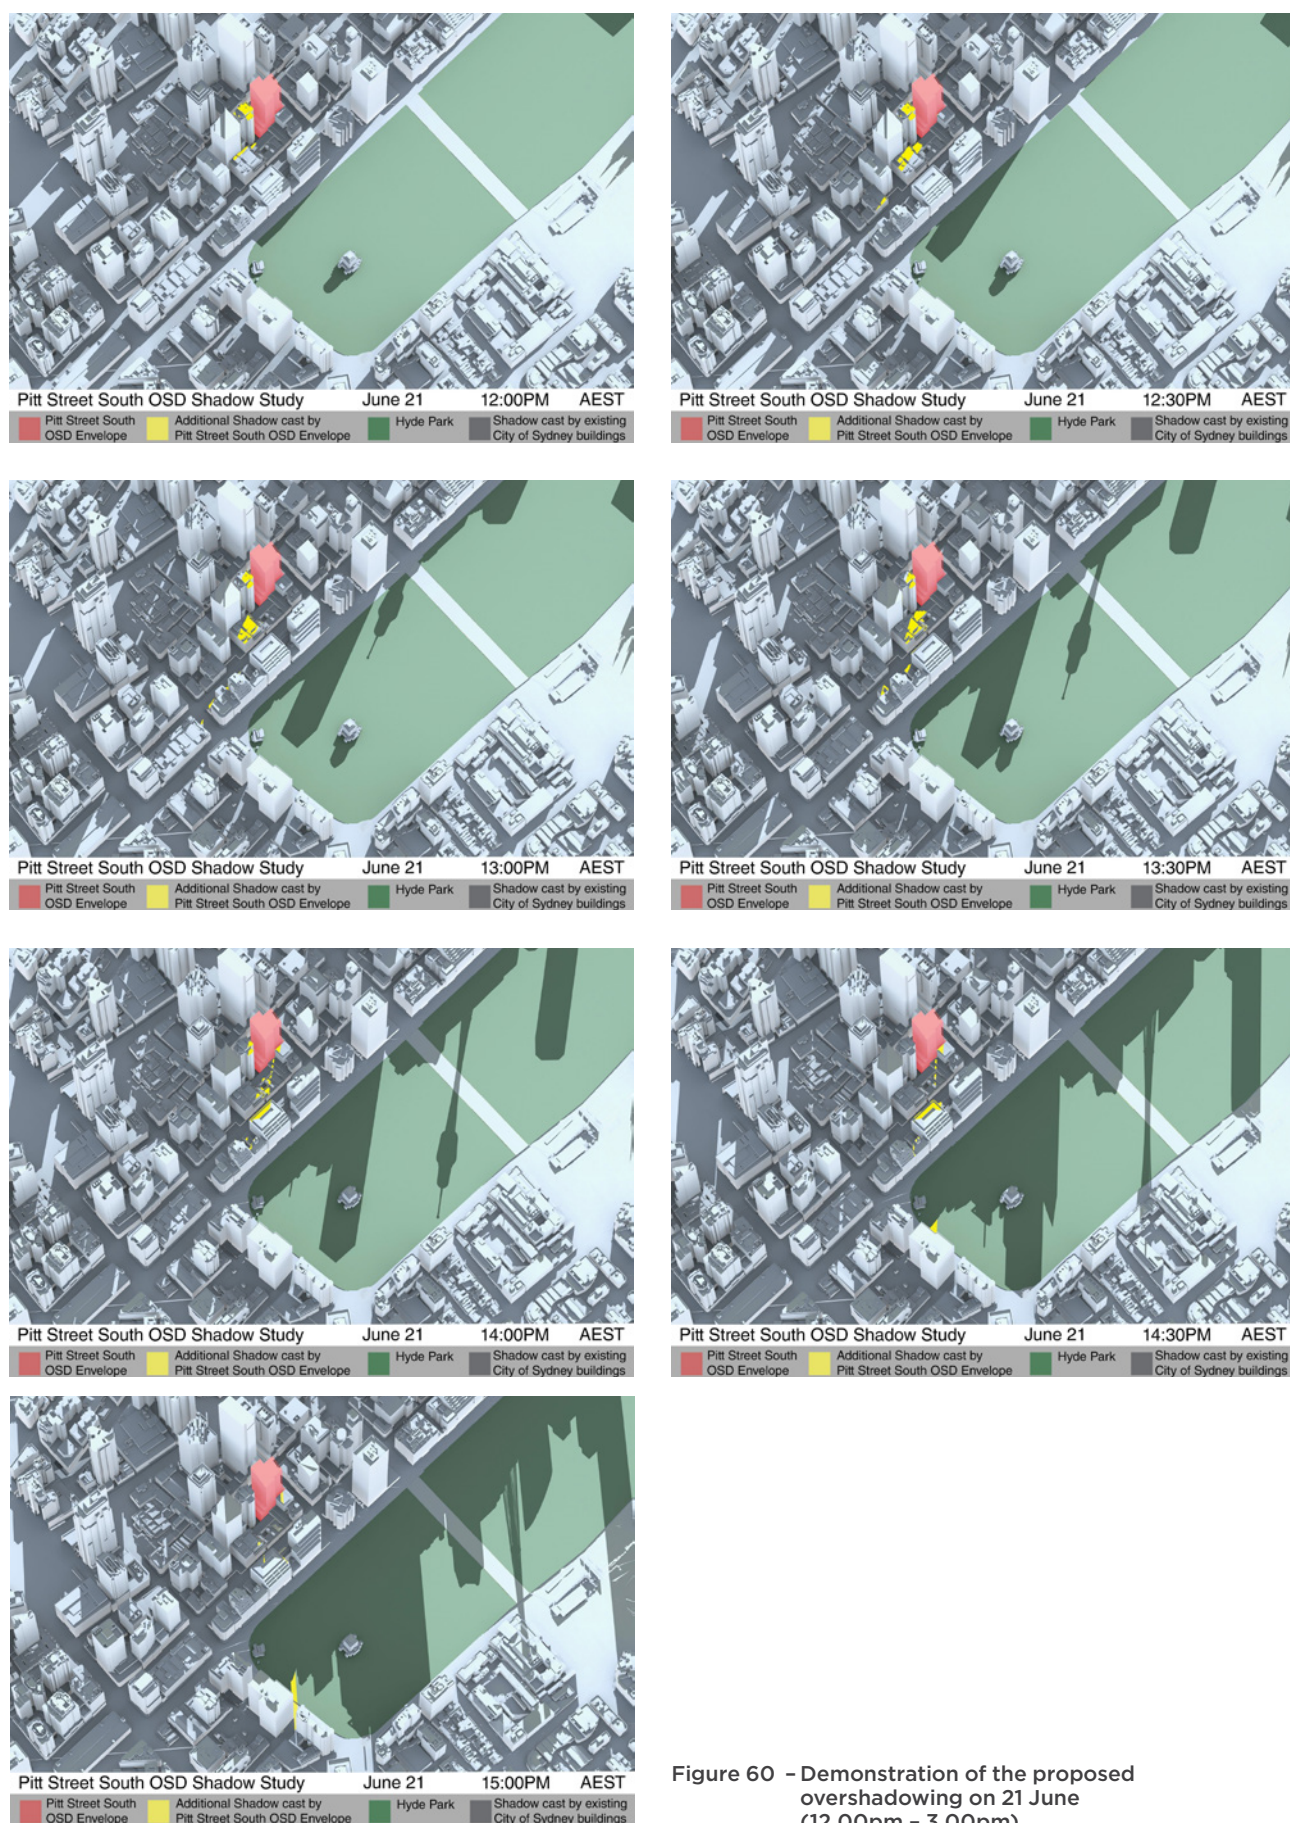 Pitt Street South OSD Shadow Study June 21 12:00PM AEST
Pitt Street South OSD Envelope
Additional Shadow cast by Pitt Street South OSD Envelope
Hyde Park
Shadow cast by existing City of Sydney buildings
Pitt Street South OSD Shadow Study June 21 12:30PM AEST
Pitt Street South OSD Envelope
Additional Shadow cast by Pitt Street South OSD Envelope
Hyde Park
Shadow cast by existing City of Sydney buildings
Pitt Street South OSD Shadow Study June 21 13:00PM AEST
Pitt Street South OSD Envelope
Additional Shadow cast by Pitt Street South OSD Envelope
Hyde Park
Shadow cast by existing City of Sydney buildings
Pitt Street South OSD Shadow Study June 21 13:30PM AEST
Pitt Street South OSD Envelope
Additional Shadow cast by Pitt Street South OSD Envelope
Hyde Park
Shadow cast by existing City of Sydney buildings
Pitt Street South OSD Shadow Study June 21 14:00PM AEST
Pitt Street South OSD Envelope
Additional Shadow cast by Pitt Street South OSD Envelope
Hyde Park
Shadow cast by existing City of Sydney buildings
Pitt Street South OSD Shadow Study June 21 14:30PM AEST
Pitt Street South OSD Envelope
Additional Shadow cast by Pitt Street South OSD Envelope
Hyde Park
Shadow cast by existing City of Sydney buildings
Pitt Street South OSD Shadow Study June 21 15:00PM AEST
Pitt Street South OSD Envelope
Additional Shadow cast by Pitt Street South OSD Envelope
Hyde Park
Shadow cast by existing City of Sydney buildings
Figure 60 – Demonstration of the proposed
overshadowing on 21 June
(12.00pm – 3.00pm)